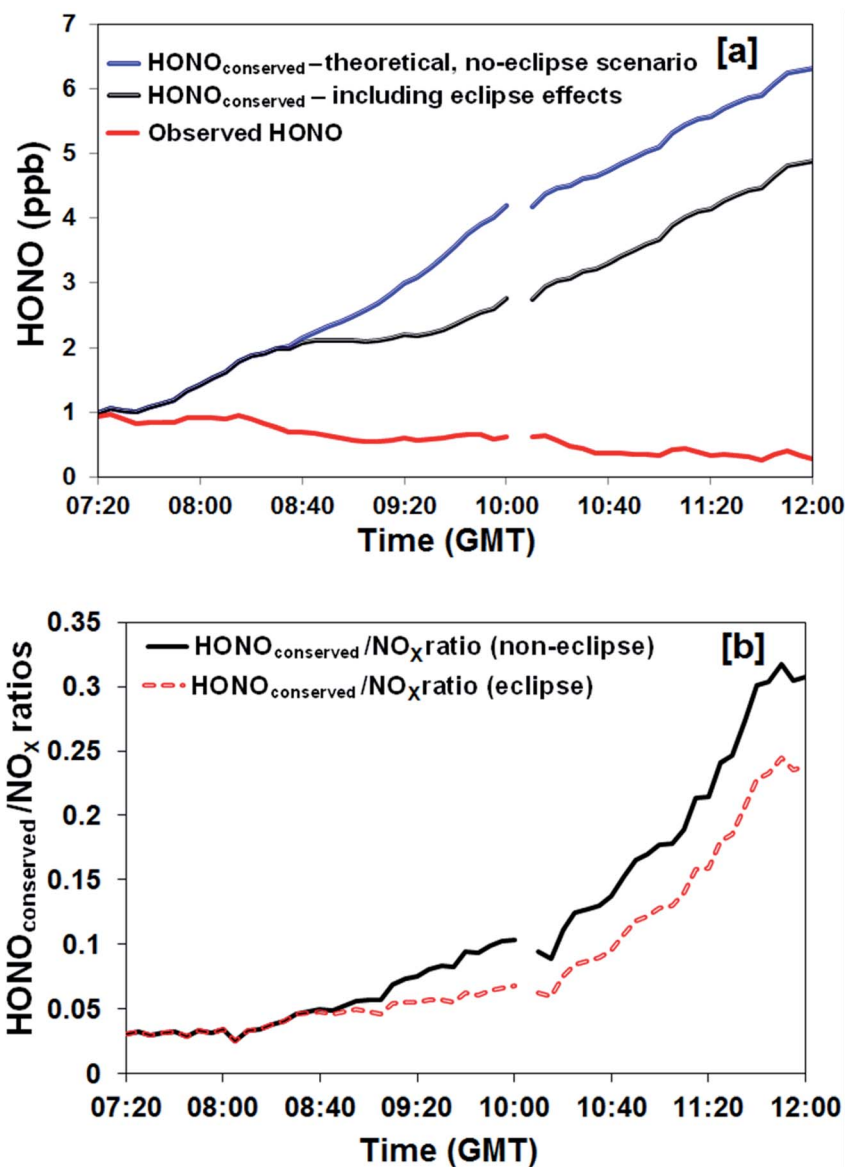 [a]
HONOconserved – theoretical, no-eclipse scenario
HONOconserved – including eclipse effects
Observed HONO
HONO (ppb)
7
6
5
4
3
2
1
0
07:20 08:00 08:40 09:20 10:00 10:40 11:20 12:00
Time (GMT)
[b]
HONOconserved/NOX ratio (non-eclipse)
HONOconserved/NOX ratio (eclipse)
HONOconserved/NOx ratios
0.35
0.3
0.25
0.2
0.15
0.1
0.05
0
07:20 08:00 08:40 09:20 10:00 10:40 11:20 12:00
Time (GMT)